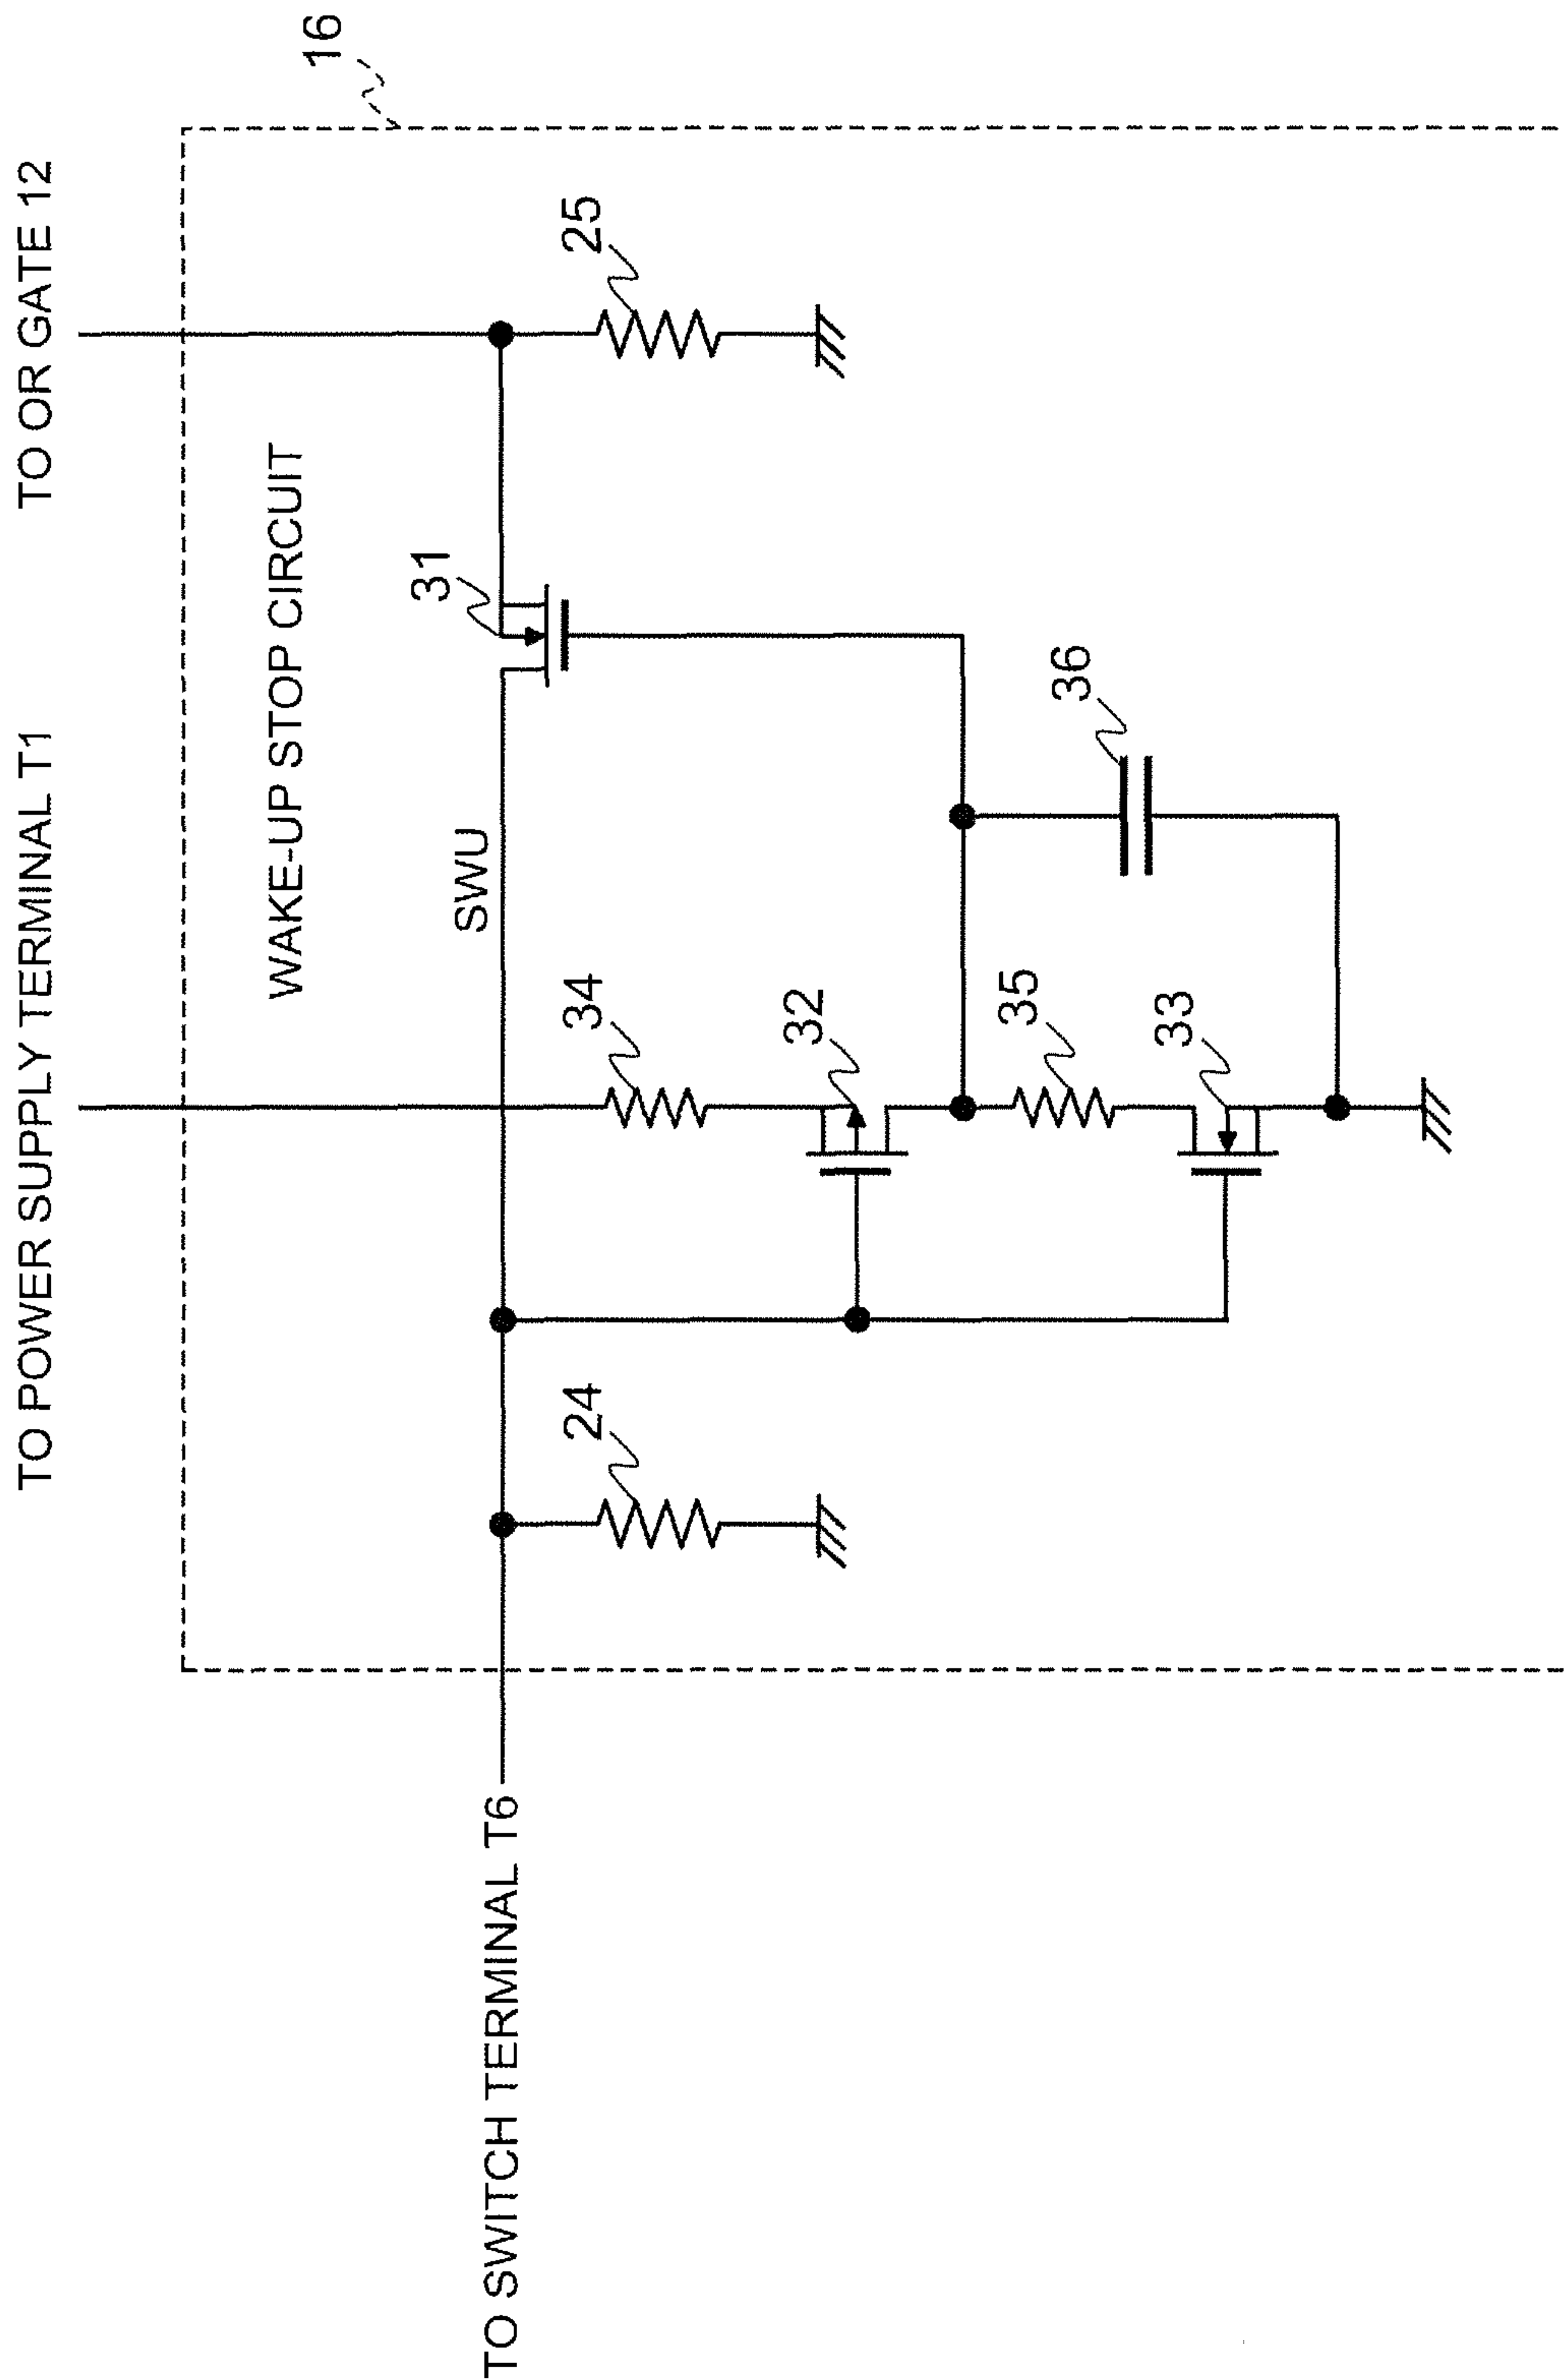 TO POWER SUPPLY TERMINAL T1
TO OR GATE 12
16
WAKE-UP STOP CIRCUIT
TO SWITCH TERMINAL T6
SWU
31
24
34
25
32
35
36
33